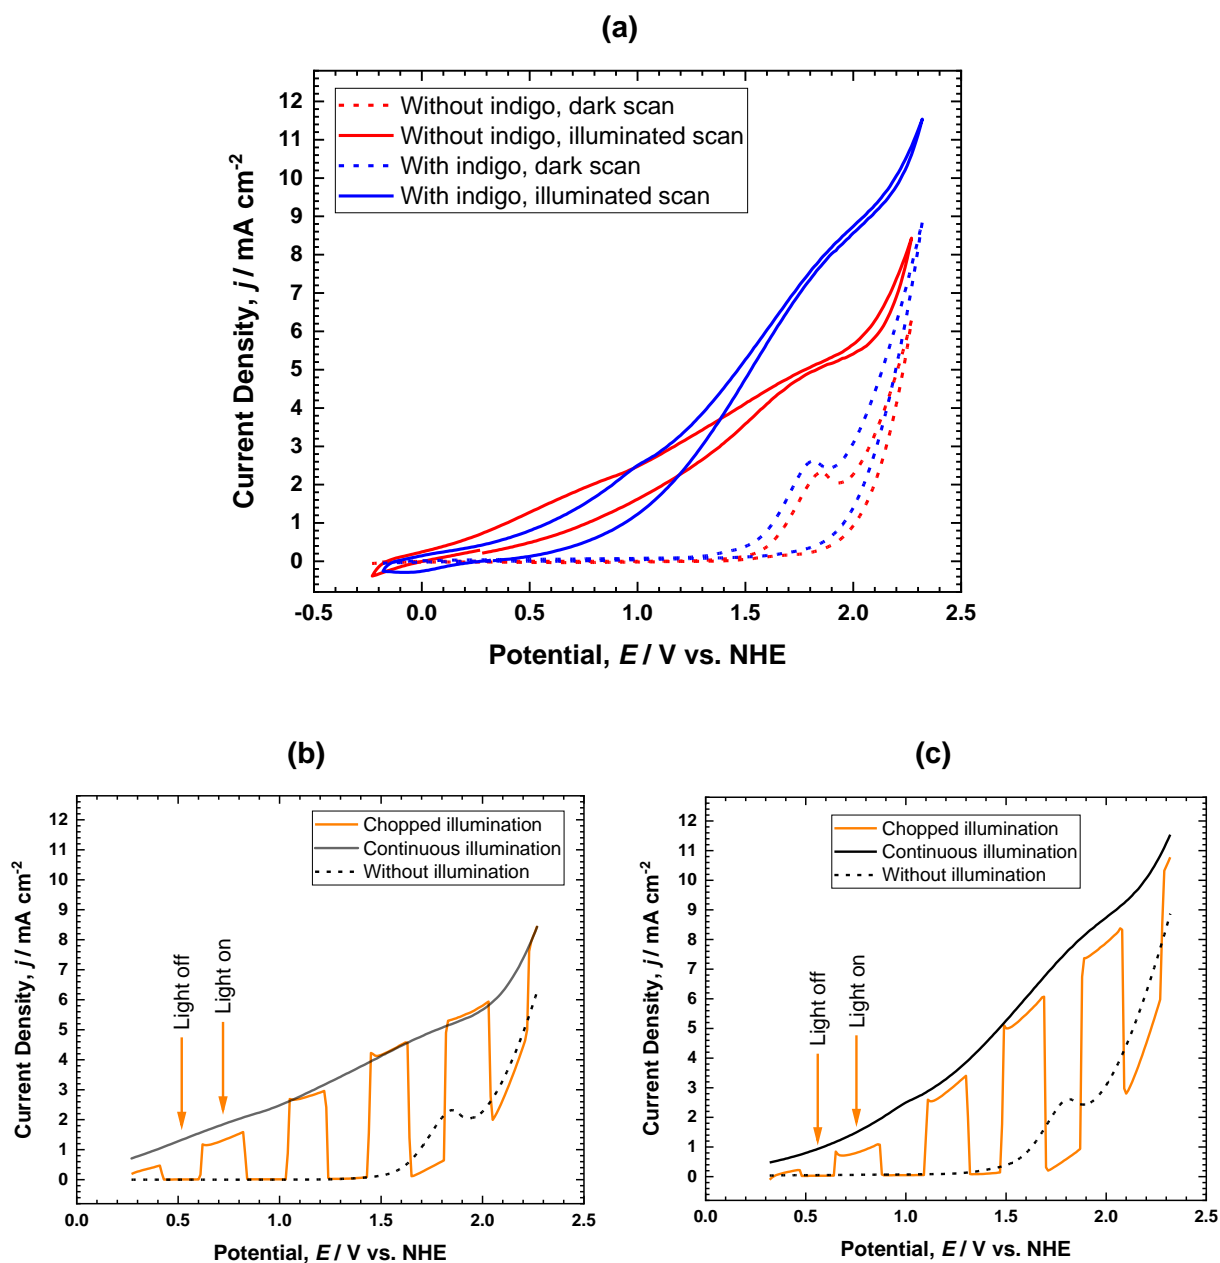 (a)
12
11
10
9
8
7
6
5
4
3
2
1
0
Without indigo, dark scan
Without indigo, illuminated scan
With indigo, dark scan
With indigo, illuminated scan
Current Density, j / mA cm-2
-0.5 0.0 0.5 1.0 1.5 2.0 2.5
Potential, E / V vs. NHE
(b)
12
11
10
9
8
7
6
5
4
3
2
1
0
Chopped illumination
Continuous illumination
Without illumination
Light off
Light on
Current Density, j / mA cm-2
0.0 0.5 1.0 1.5 2.0 2.5
Potential, E / V vs. NHE
(c)
12
11
10
9
8
7
6
5
4
3
2
1
0
Chopped illumination
Continuous illumination
Without illumination
Light off
Light on
Current Density, j / mA cm-2
0.0 0.5 1.0 1.5 2.0 2.5
Potential, E / V vs. NHE